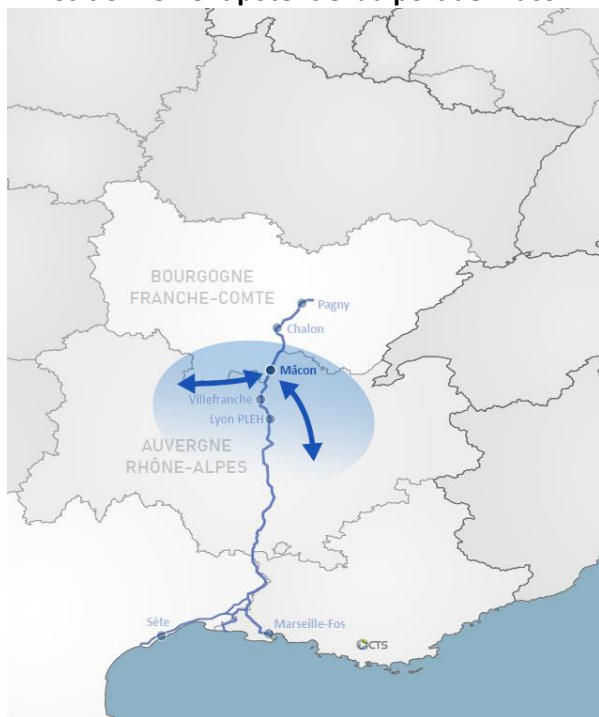 BOURGOGNE
FRANCHE-COMTE
Pagny
Chalon
Mâcon
Villefranche
Lyon PLEH
AUVERGNE
RHÔNE-ALPES
Sète
Marseille-Fos
CTS